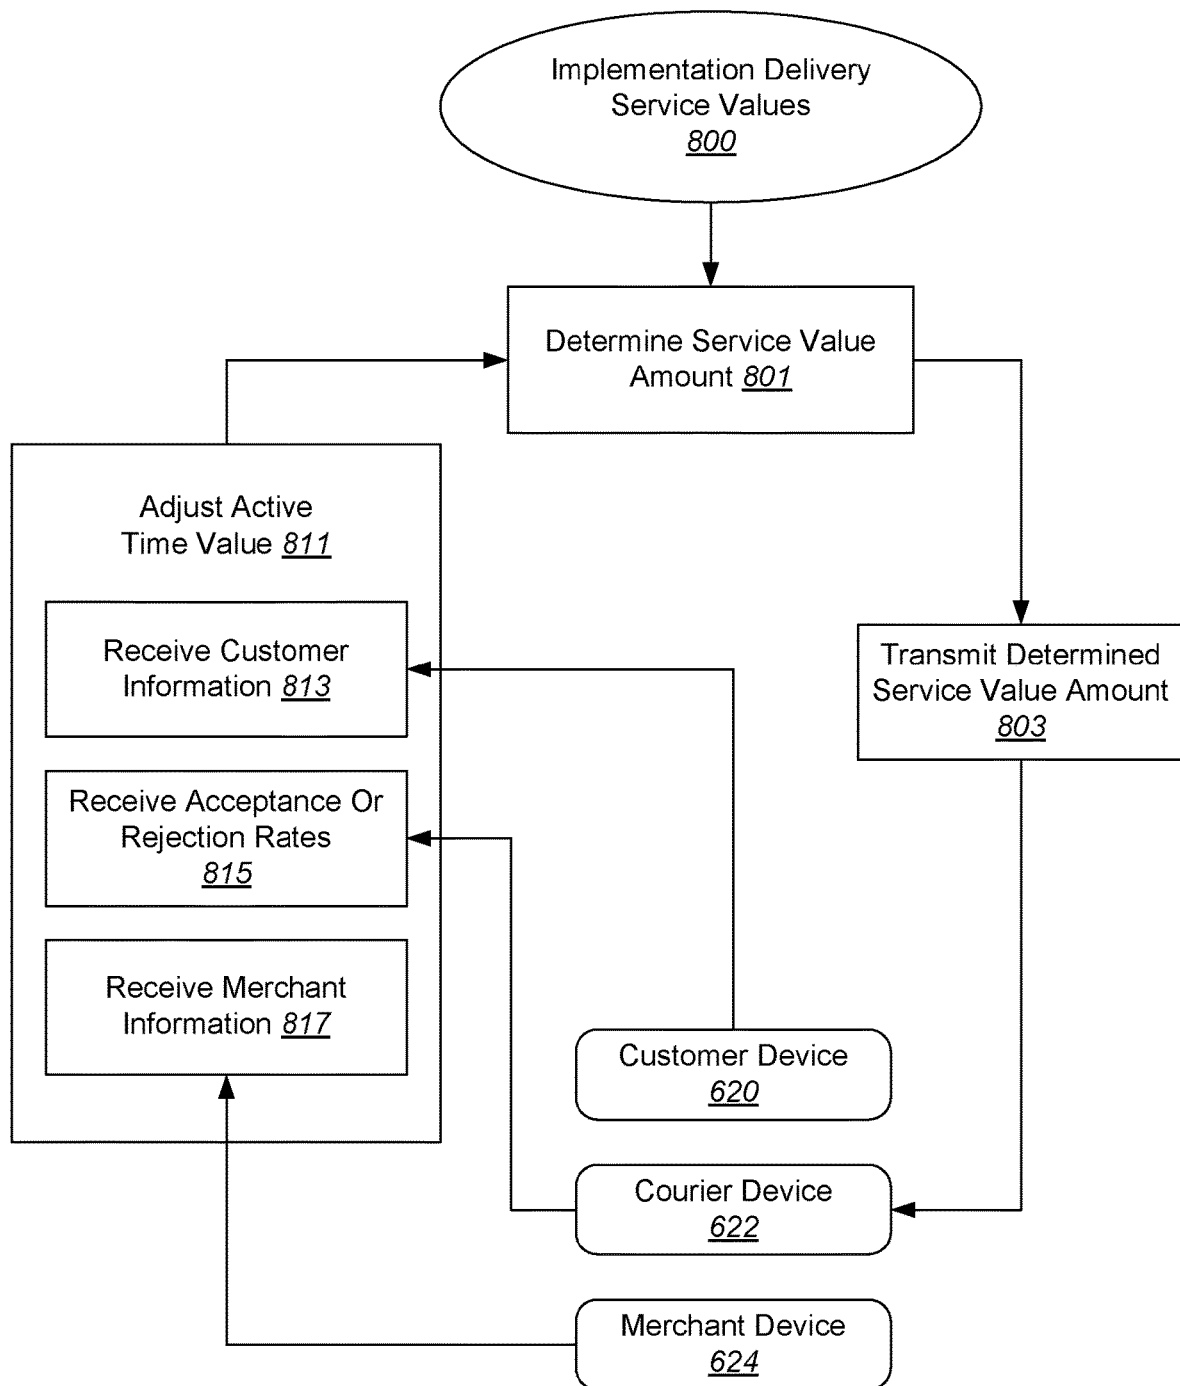 Implementation Delivery
Service Values
800
Determine Service Value
Amount 801
Adjust Active
Time Value 811
Receive Customer
Information 813
Transmit Determined
Service Value Amount
803
Receive Acceptance Or
Rejection Rates
815
Receive Merchant
Information 817
Customer Device
620
Courier Device
622
Merchant Device
624